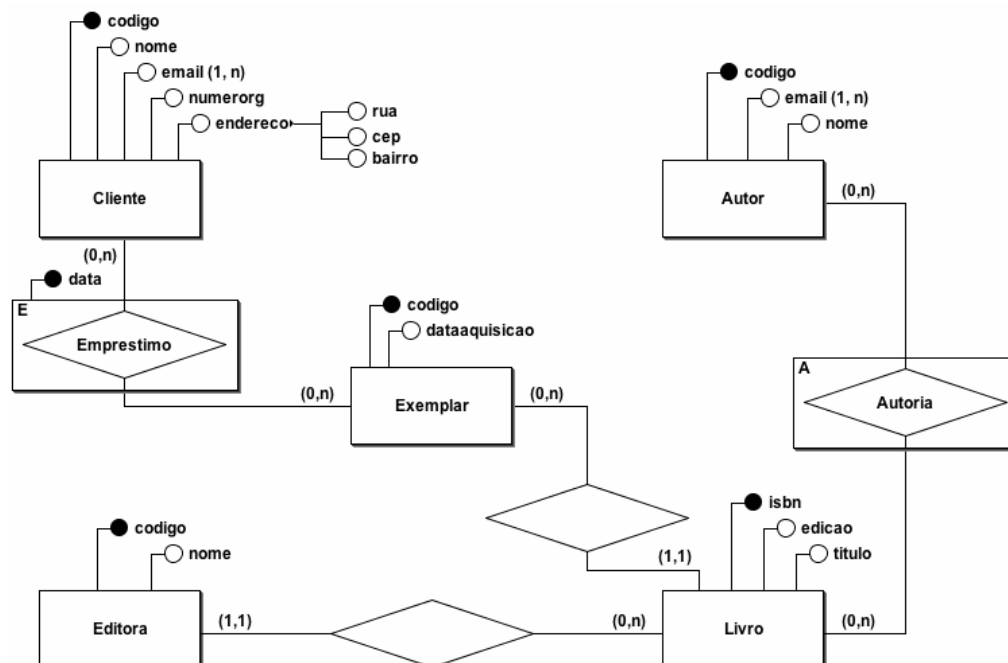 codigo
nome
email (1, n)
numerorg
endereco
rua
cep
bairro
Cliente
(0,n)
data
E
Emprestimo
(0,n)
codigo
dataaquisicao
Exemplar
(0,n)
codigo
email (1, n)
nome
Autor
(0,n)
A
Autoria
(1,1)
isbn
edicao
titulo
Livro
(0,n)
codigo
nome
Editora
(1,1)
(0,n)